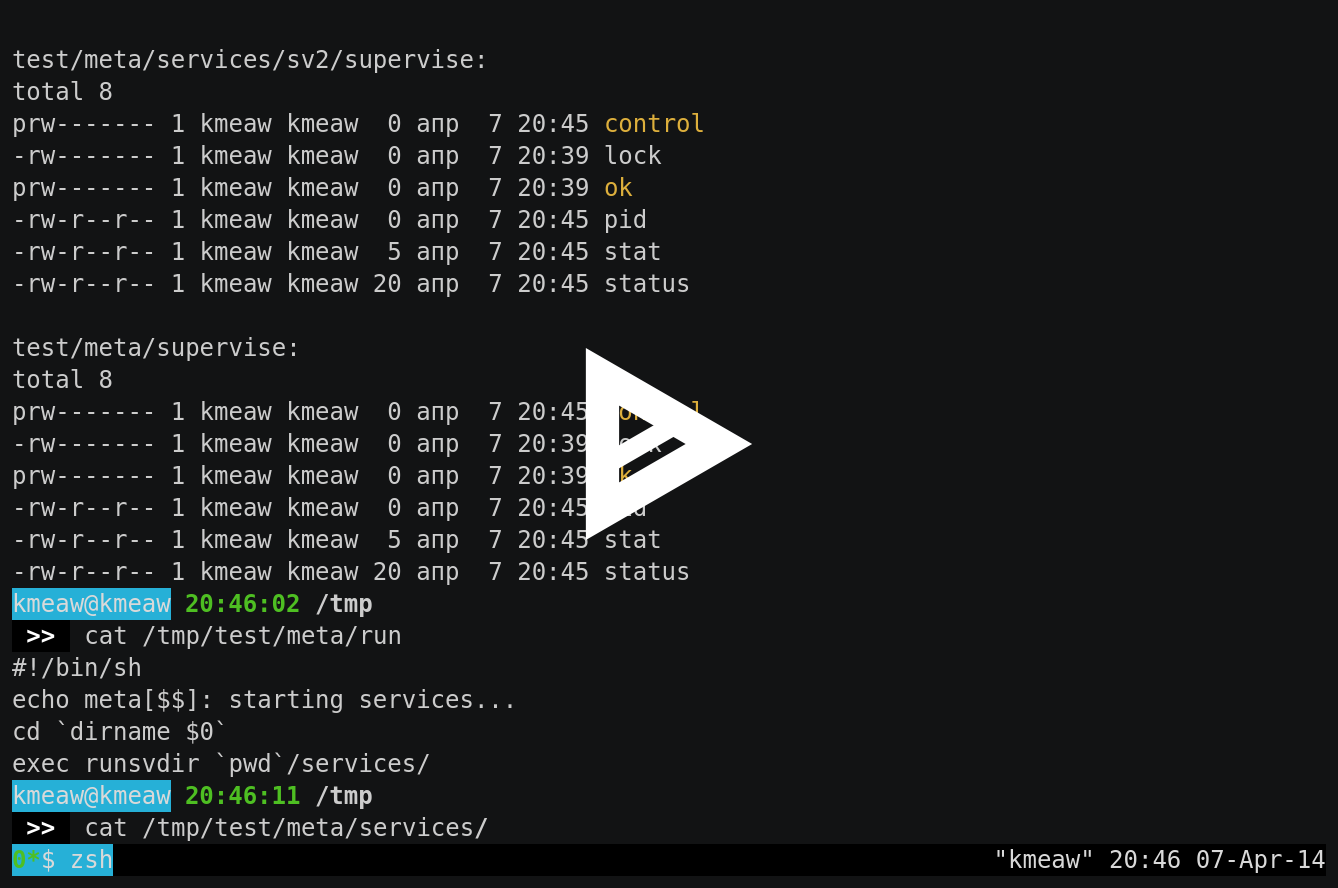 test/meta/services/sv2/supervise:
total 8
prw------- 1 kmeaw kmeaw  0 апр  7 20:45 control
-rw------- 1 kmeaw kmeaw  0 апр  7 20:39 lock
prw------- 1 kmeaw kmeaw  0 апр  7 20:39 ok
-rw-r--r-- 1 kmeaw kmeaw  0 апр  7 20:45 pid
-rw-r--r-- 1 kmeaw kmeaw  5 апр  7 20:45 stat
-rw-r--r-- 1 kmeaw kmeaw 20 апр  7 20:45 status
test/meta/supervise:
total 8
prw------- 1 kmeaw kmeaw  0 апр  7 20:45
-rw------- 1 kmeaw kmeaw  0 апр  7 20:39
prw------- 1 kmeaw kmeaw  0 апр  7 20:39
-rw-r--r-- 1 kmeaw kmeaw  0 апр  7 20:45
-rw-r--r-- 1 kmeaw kmeaw  5 апр  7 20:45 stat
-rw-r--r-- 1 kmeaw kmeaw 20 апр  7 20:45 status
kmeaw@kmeaw 20:46:02 /tmp
>> cat /tmp/test/meta/run
#!/bin/sh
echo meta[$$]: starting services...
cd `dirname $0`
exec runsvdir `pwd`/services/
kmeaw@kmeaw 20:46:11 /tmp
>> cat /tmp/test/meta/services/
0*$ zsh "kmeaw" 20:46 07-Apr-14